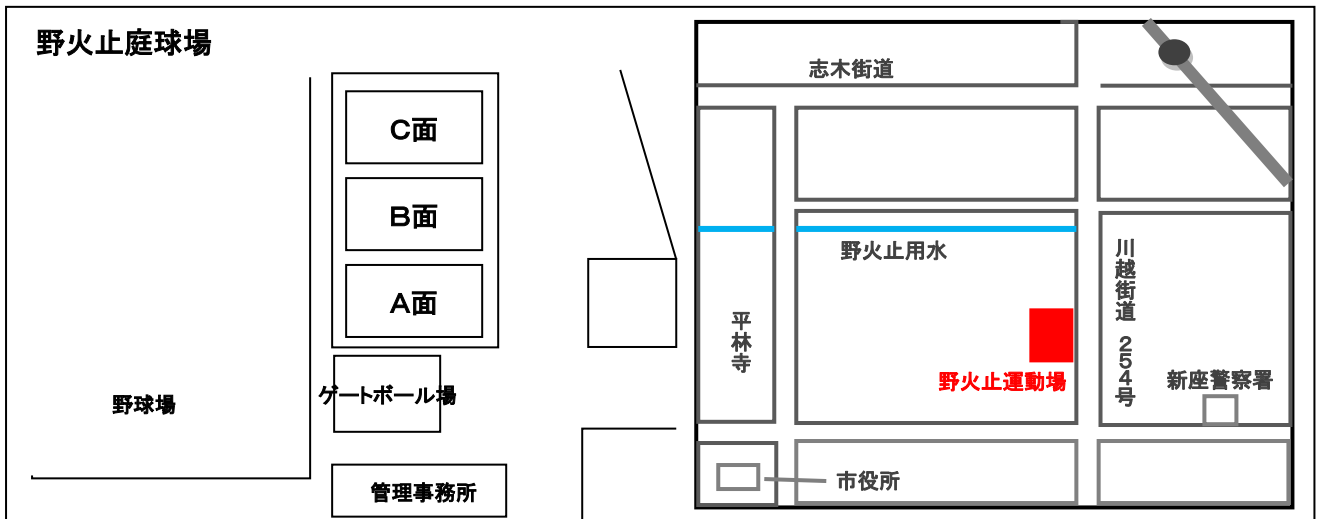 野火止庭球場
C面
B面
A面
ゲートボール場
野球場
管理事務所
志木街道
野火止用水
平林寺
川越街道 254号
野火止運動場
新座警察署
市役所